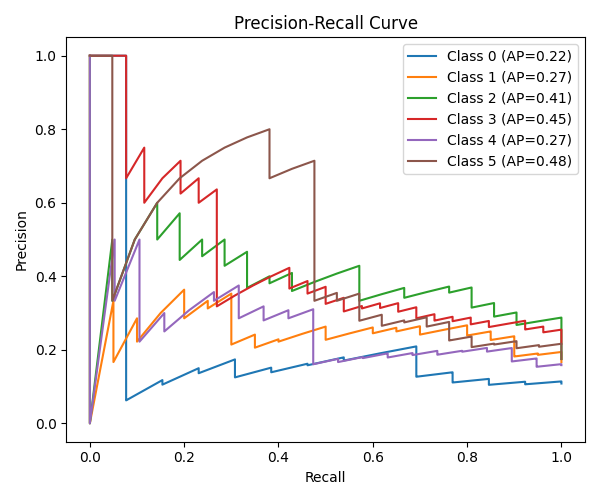 Precision-Recall Curve
Class 0 (AP=0.22)
Class 1 (AP=0.27)
Class 2 (AP=0.41)
Class 3 (AP=0.45)
Class 4 (AP=0.27)
Class 5 (AP=0.48)
Precision
1.0
0.8
0.6
0.4
0.2
0.0
0.0 0.2 0.4 0.6 0.8 1.0
Recall